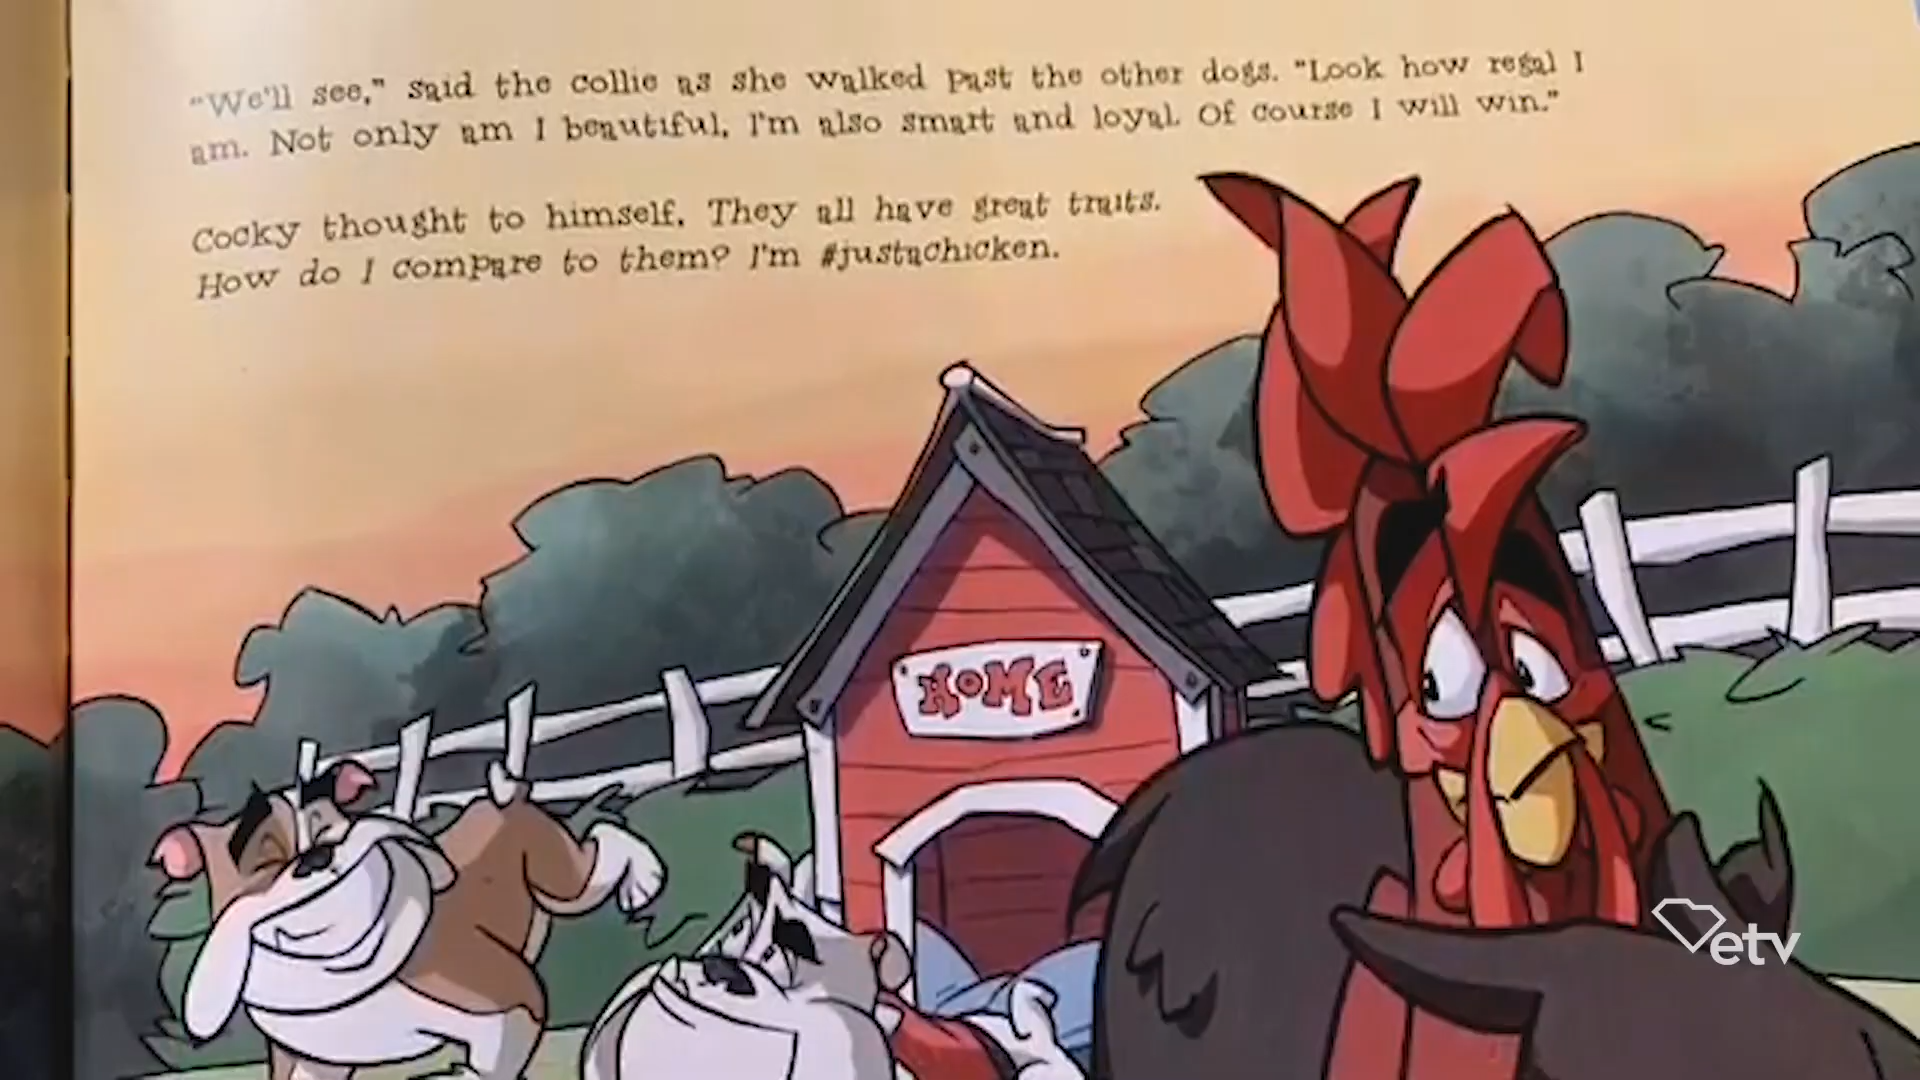 "We'll see," said the collie as she walked past the other dogs. "Look how regal I
am. Not only am I beautiful, I'm also smart and loyal. Of course I will win."
Cocky thought to himself, They all have great traits.
How do I compare to them? I'm #justachicken.
HOME
etv